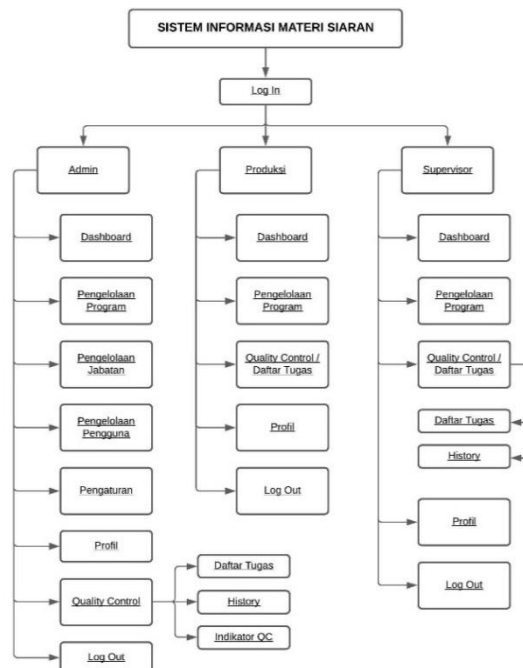 SISTEM INFORMASI MATERI SIARAN
Log In
Admin
Produksi
Supervisor
Dashboard
Pengelolaan
Program
Pengelolaan
Jabatan
Pengelolaan
Pengguna
Pengaturan
Profil
Quality Control
Log Out
Daftar Tugas
History
Indikator QC
Dashboard
Pengelolaan
Program
Quality Control /
Daftar Tugas
Profil
Log Out
Dashboard
Pengelolaan
Program
Quality Control /
Daftar Tugas
Daftar Tugas
History
Profil
Log Out